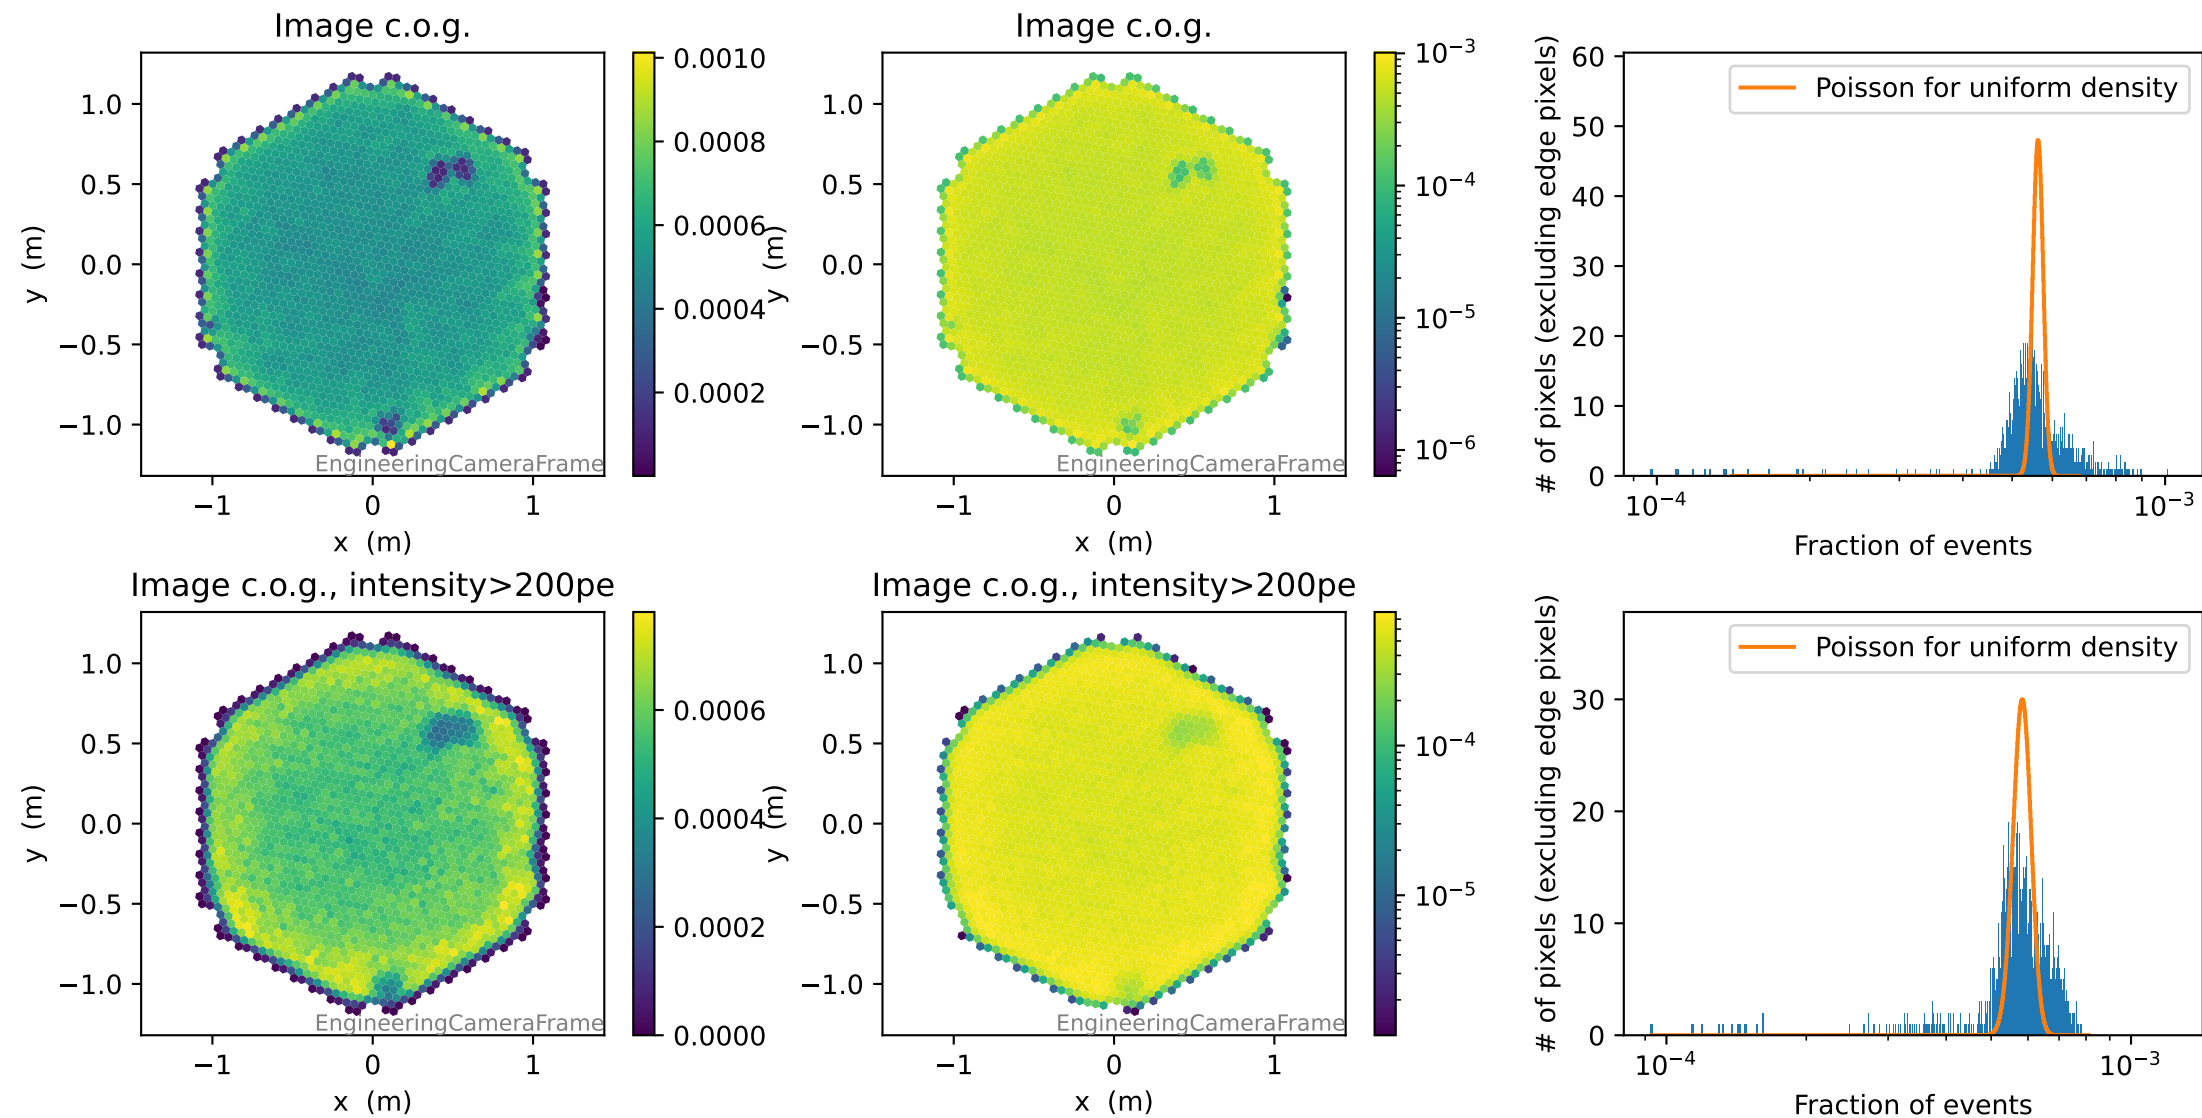 Image c.o.g.
1.0
0.5
0.0
−0.5
−1.0
y (m)
−1
0
1
x (m)
EngineeringCameraFrame
0.0010
0.0008
0.0006
0.0004
0.0002
Image c.o.g.
1.0
0.5
0.0
−0.5
−1.0
y (m)
−1
0
1
x (m)
EngineeringCameraFrame
10⁻³
10⁻⁴
10⁻⁵
10⁻⁶
# of pixels (excluding edge pixels)
60
50
40
30
20
10
0
Poisson for uniform density
10⁻⁴
10⁻³
Fraction of events
Image c.o.g., intensity>200pe
1.0
0.5
0.0
−0.5
−1.0
y (m)
−1
0
1
x (m)
EngineeringCameraFrame
0.0006
0.0004
0.0002
0.0000
Image c.o.g., intensity>200pe
1.0
0.5
0.0
−0.5
−1.0
y (m)
−1
0
1
x (m)
EngineeringCameraFrame
10⁻⁴
10⁻⁵
# of pixels (excluding edge pixels)
30
20
10
0
Poisson for uniform density
10⁻⁴
10⁻³
Fraction of events